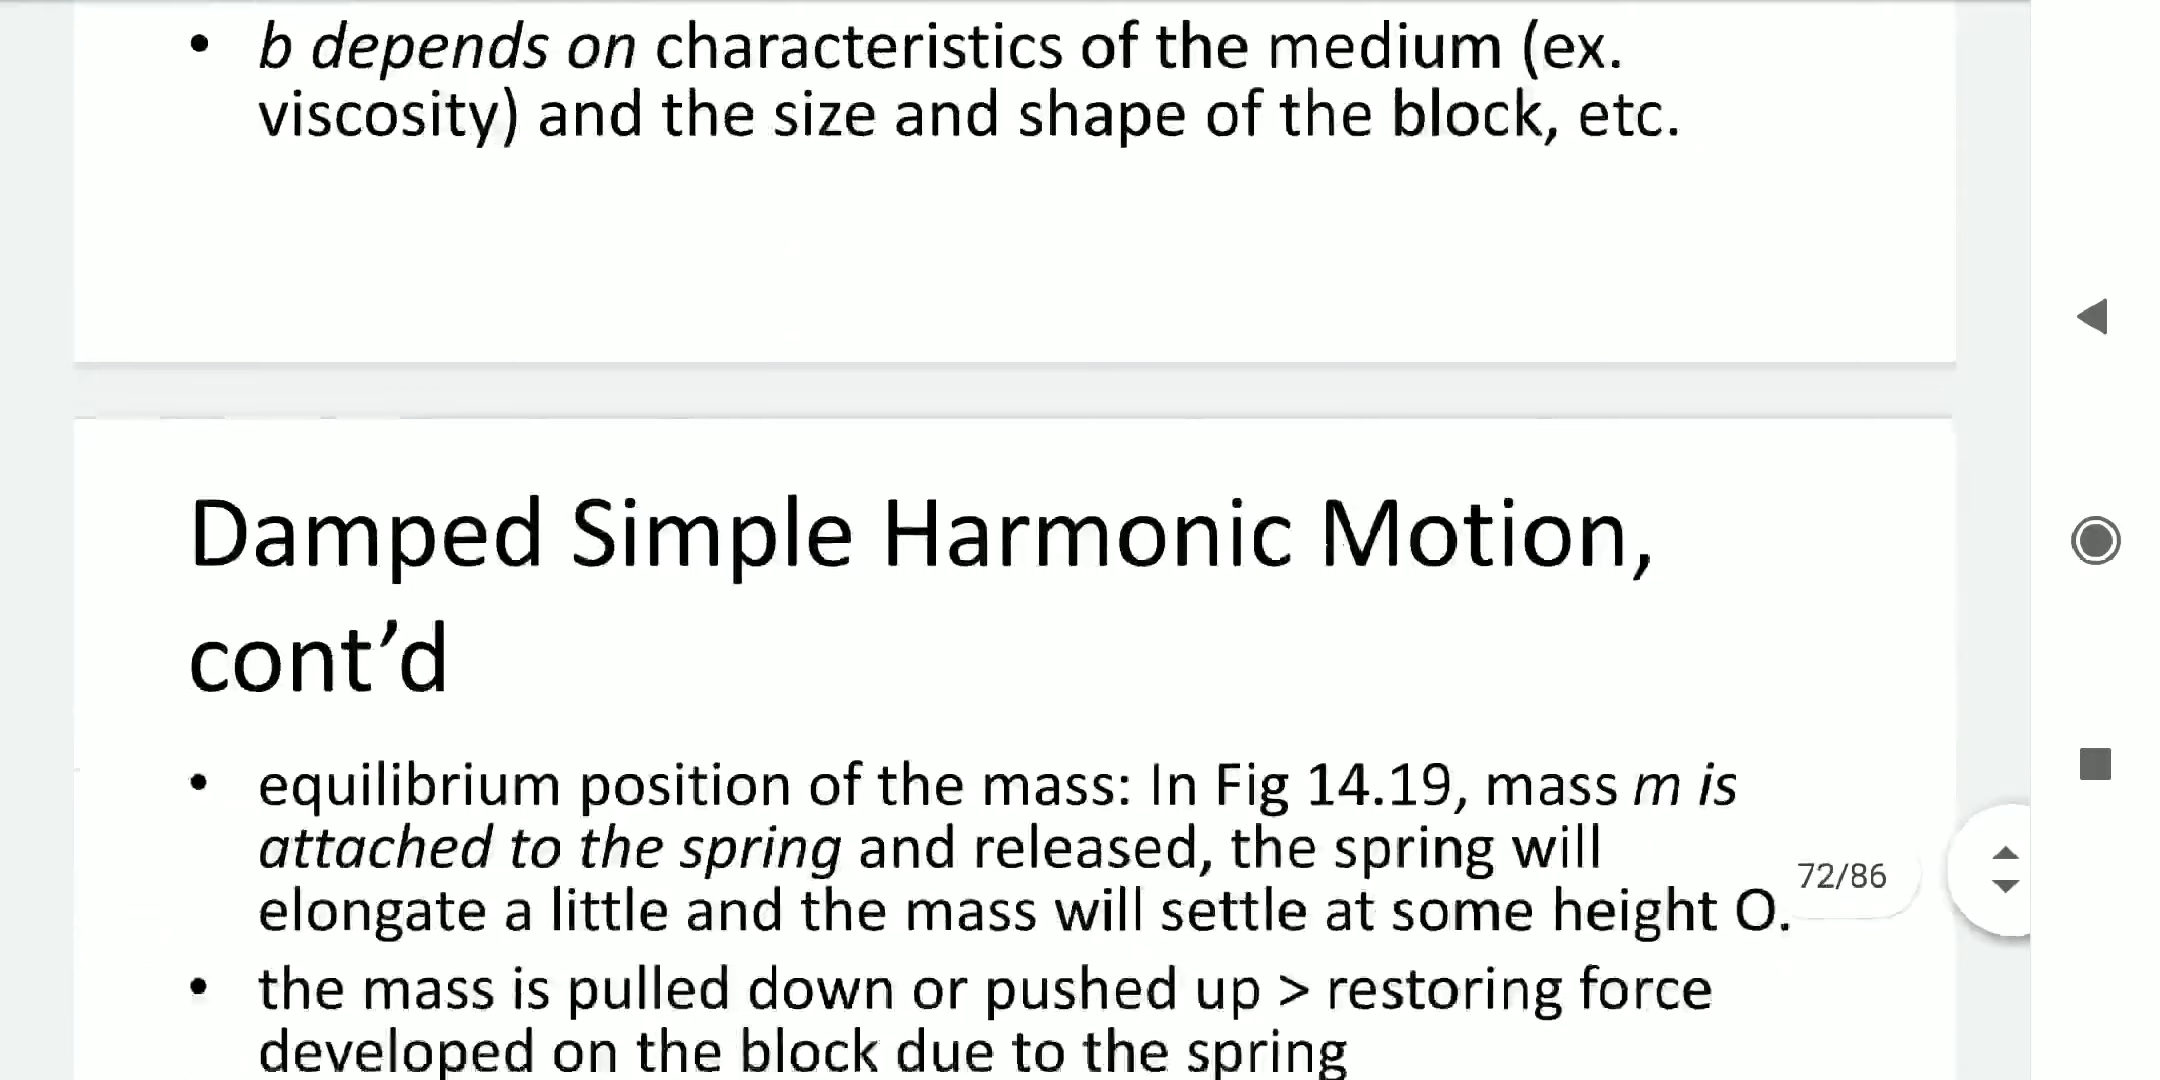 • b depends on characteristics of the medium (ex.
viscosity) and the size and shape of the block, etc.
Damped Simple Harmonic Motion,
cont’d
• equilibrium position of the mass: In Fig 14.19, mass m is
attached to the spring and released, the spring will
elongate a little and the mass will settle at some height O.
72/86
• the mass is pulled down or pushed up > restoring force
developed on the block due to the spring